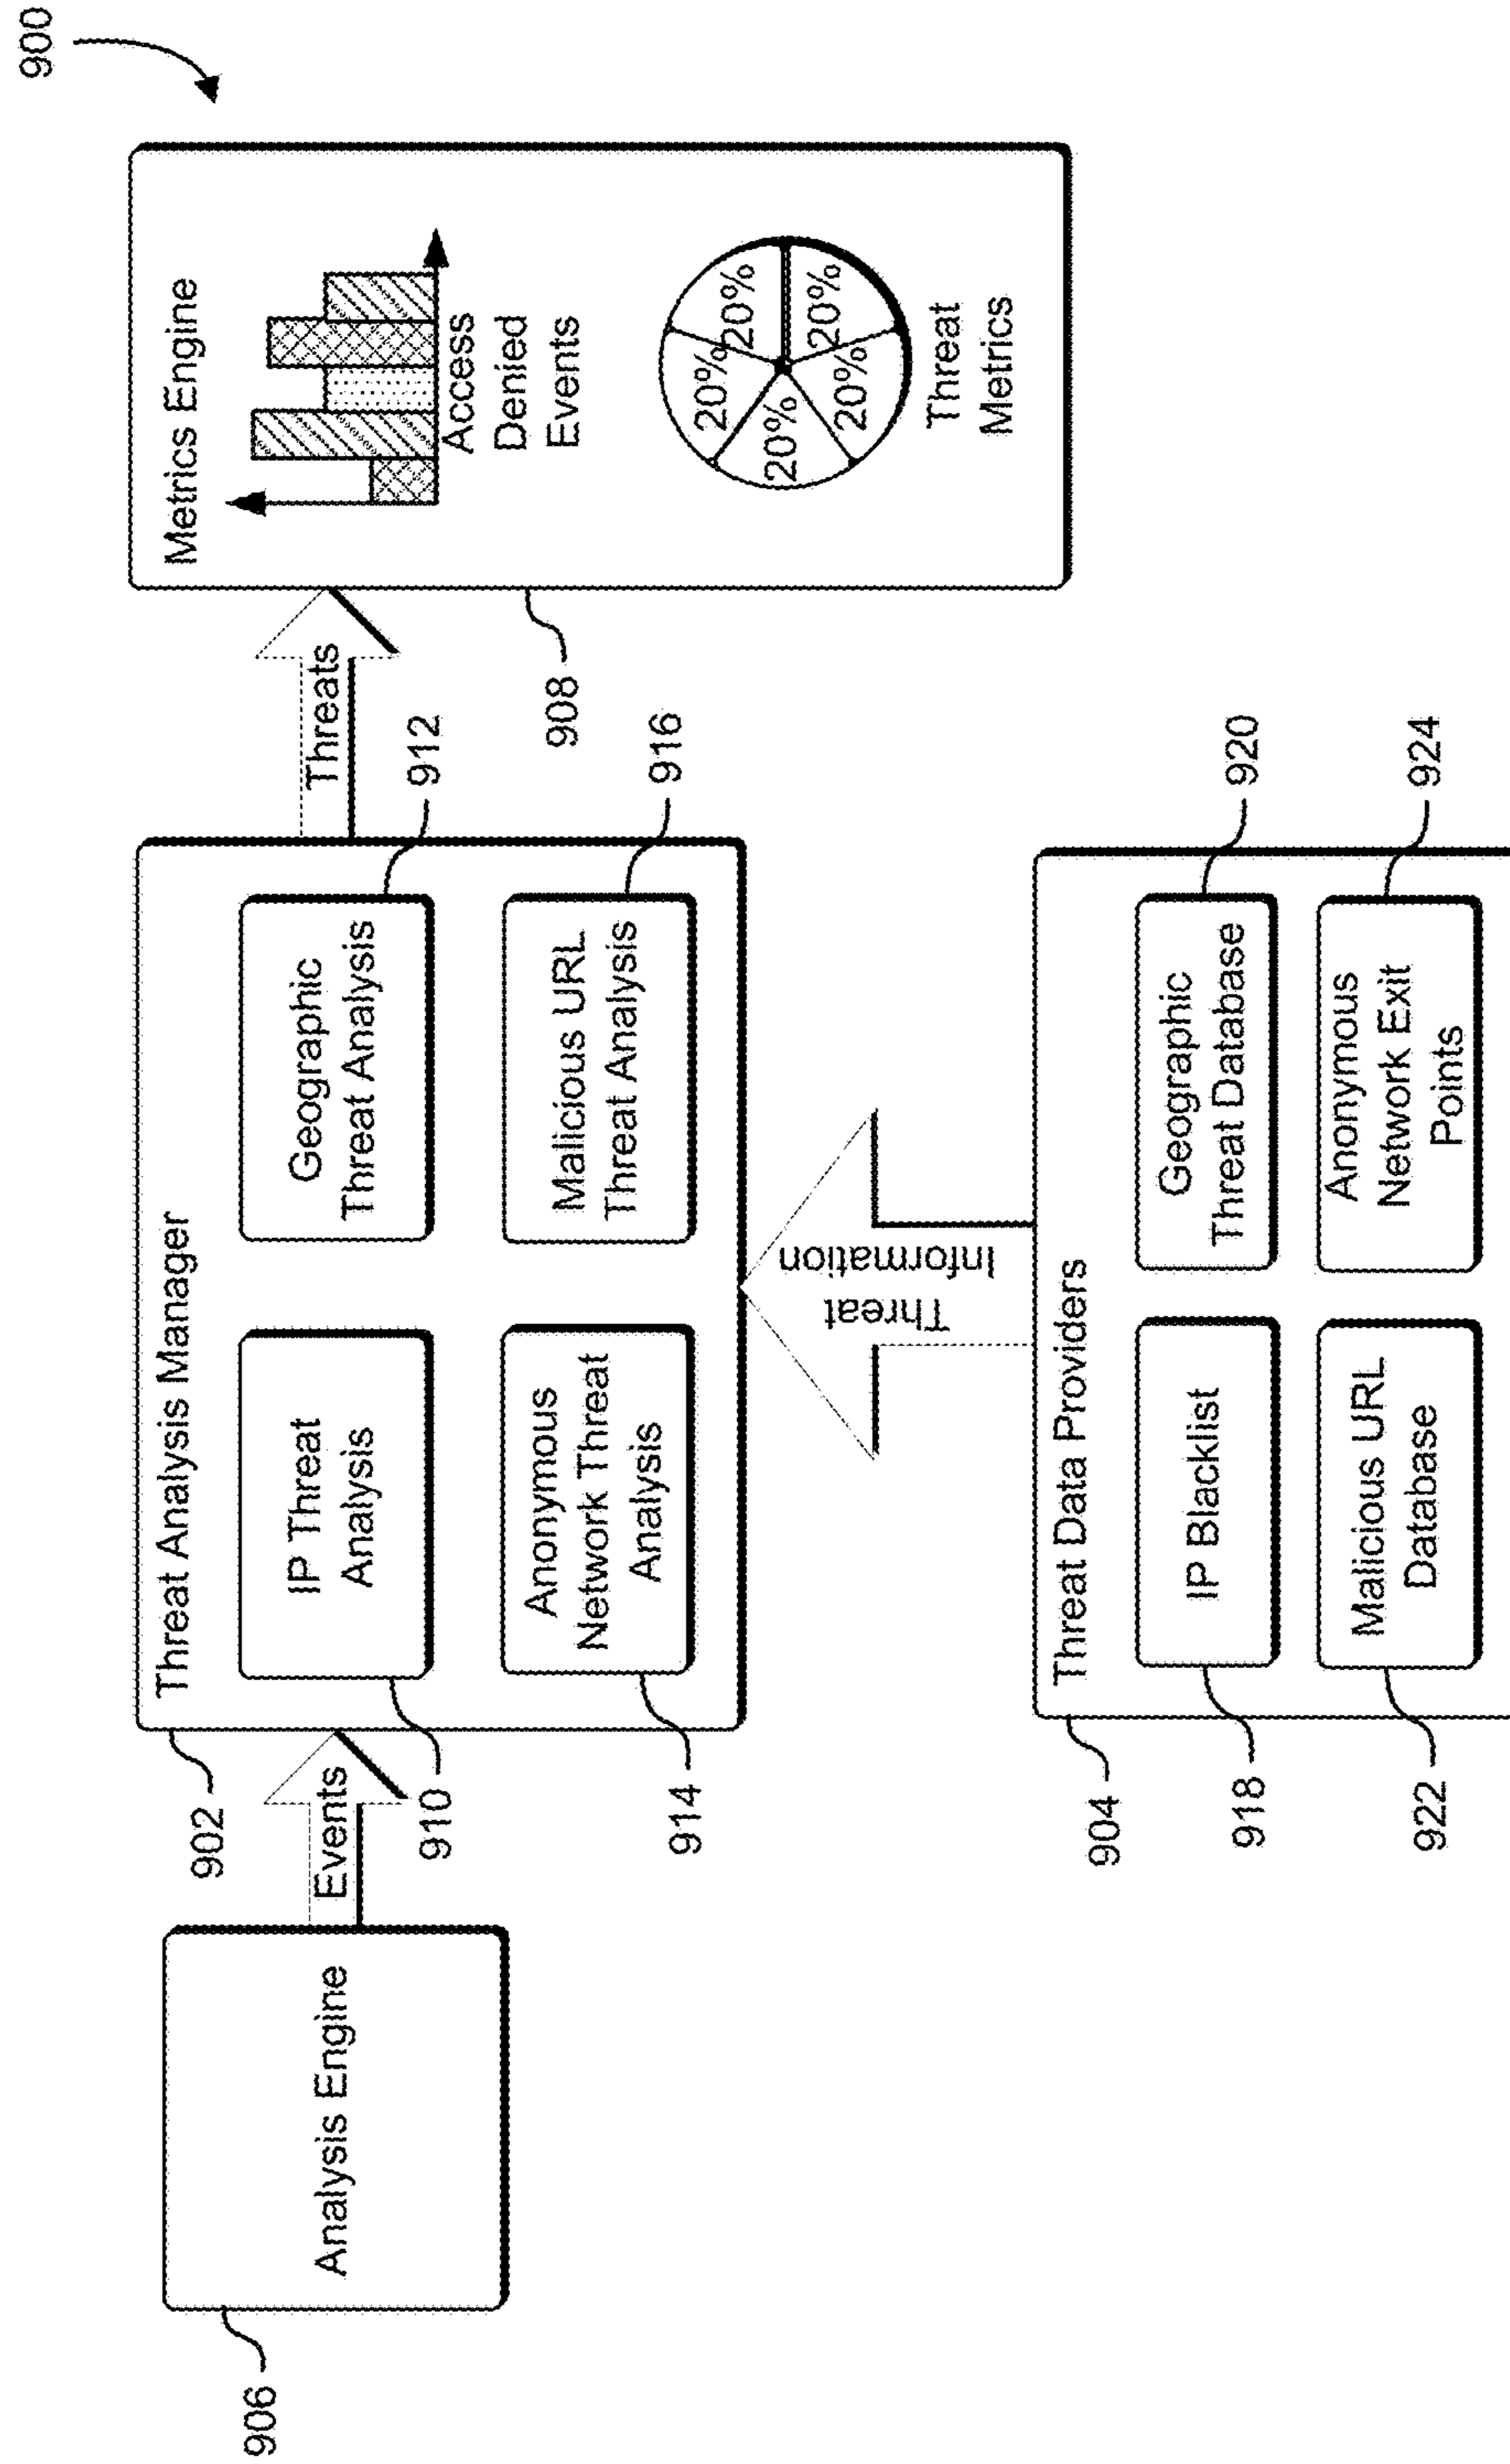 900
Analysis Engine
906
Events
Threat Analysis Manager
902
IP Threat
Analysis
910
Geographic
Threat Analysis
912
Anonymous
Network Threat
Analysis
914
Malicious URL
Threat Analysis
916
Threats
Metrics Engine
Access
Denied
Events
20%
20%
20%
20%
20%
Threat
Metrics
908
Threat
Information
Threat Data Providers
904
IP Blacklist
918
Geographic
Threat Database
920
Malicious URL
Database
922
Anonymous
Network Exit
Points
924